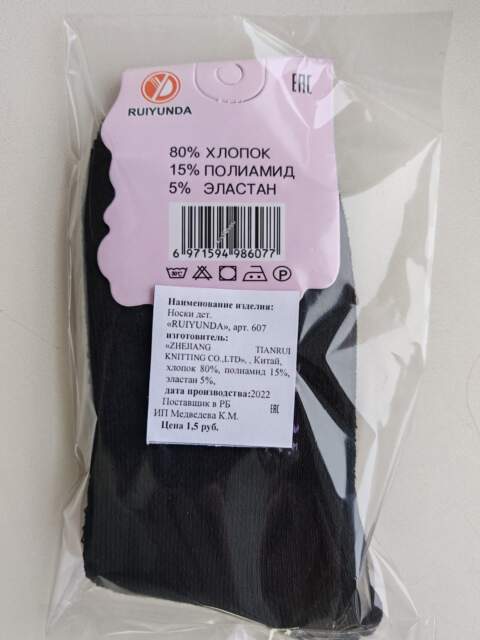 RUIYUNDA
EAC
80% ХЛОПОК
15% ПОЛИАМИД
5% ЭЛАСТАН
6 971594 986077
30°C
P
Наименование изделия:
Носки дет.
«RUIYUNDA», арт. 607
изготовитель:
«ZHEJIANG TIANRUI
KNITTING CO.,LTD», , Китай,
хлопок 80%, полиамид 15%,
эластан 5%,
дата производства:2022
Поставщик в РБ EAC
ИП Медведева К.М.
Цена 1,5 руб.